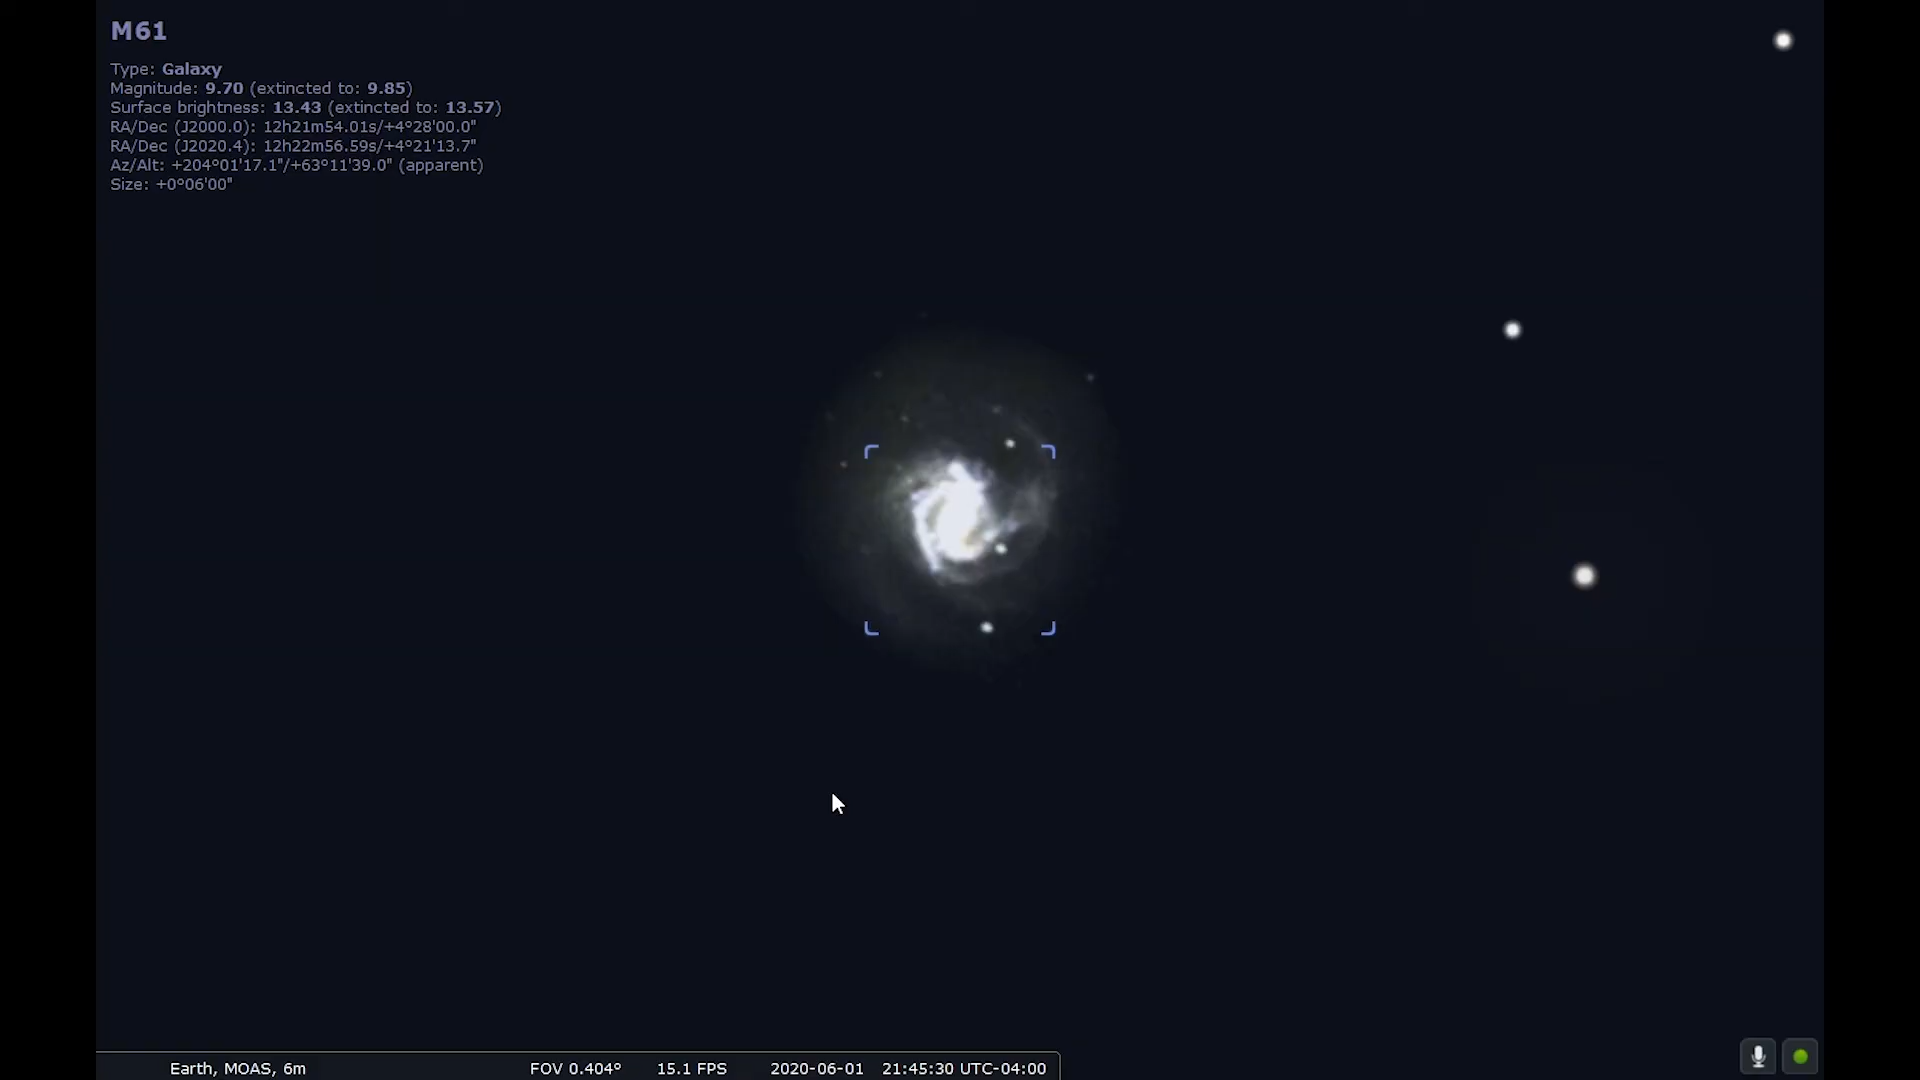 M61
Type: Galaxy
Magnitude: 9.70 (extincted to: 9.85)
Surface brightness: 13.43 (extincted to: 13.57)
RA/Dec (J2000.0): 12h21m54.01s/+4°28'00.0"
RA/Dec (J2020.4): 12h22m56.59s/+4°21'13.7"
Az/Alt: +204°01'17.1"/+63°11'39.0" (apparent)
Size: +0°06'00"
Earth, MOAS, 6m FOV 0.404° 15.1 FPS 2020-06-01 21:45:30 UTC-04:00